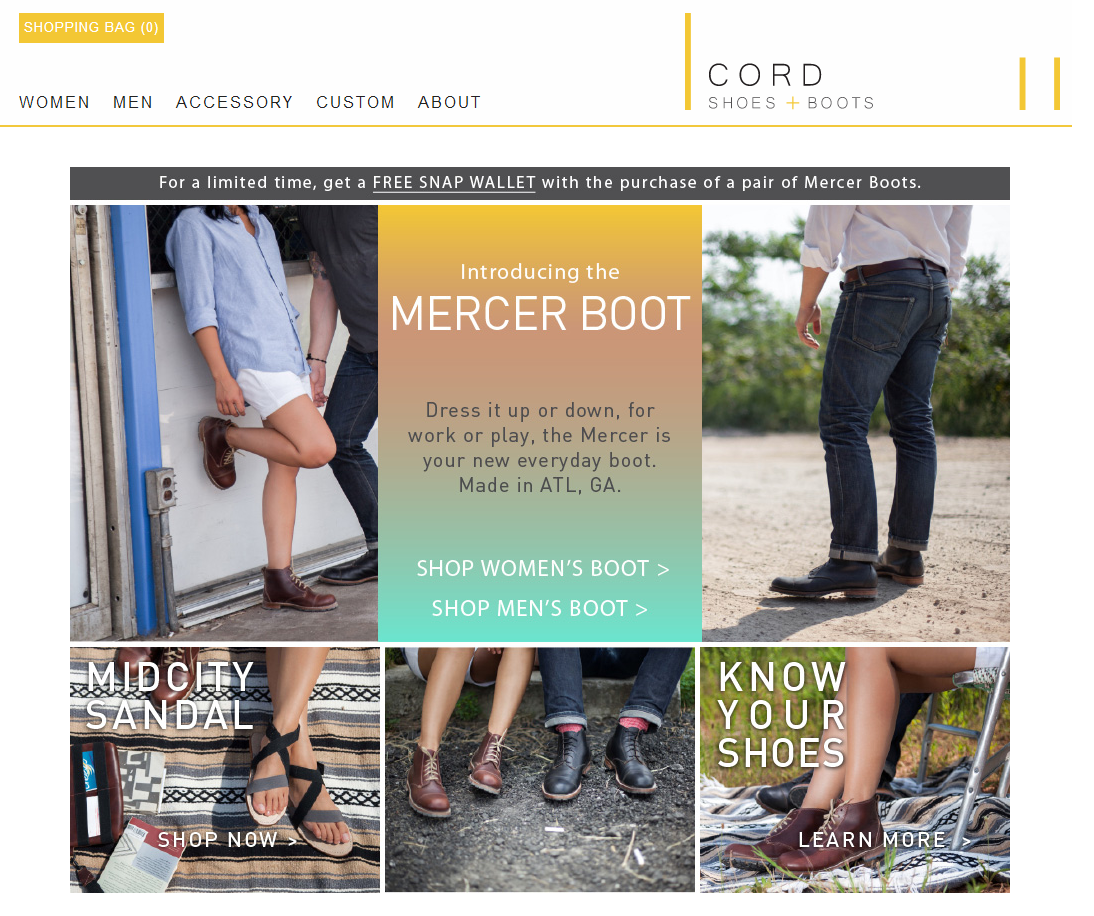 SHOPPING BAG (0)
CORD
SHOES + BOOTS
WOMEN MEN ACCESSORY CUSTOM ABOUT
For a limited time, get a FREE SNAP WALLET with the purchase of a pair of Mercer Boots.
Introducing the
MERCER BOOT
Dress it up or down, for
work or play, the Mercer is
your new everyday boot.
Made in ATL, GA.
SHOP WOMEN'S BOOT >
SHOP MEN'S BOOT >
MIDCITY
SANDAL
SHOP NOW >
KNOW
YOUR
SHOES
LEARN MORE >